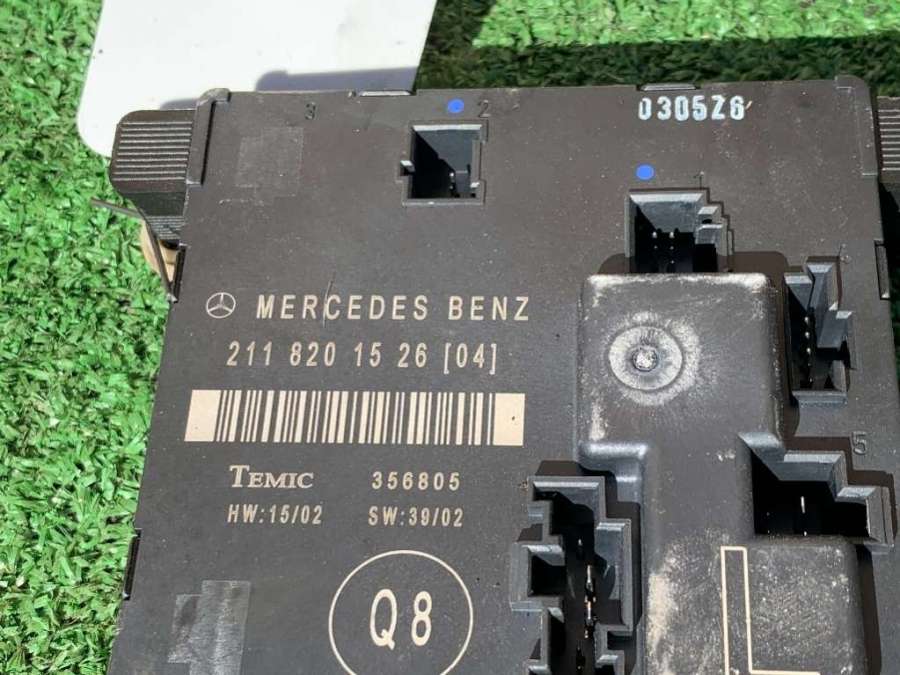 3
2
030526
1
MERCEDES BENZ
211 820 15 26 [04]
TEMIC 356805
HW:15/02 SW:39/02
5
Q8
L